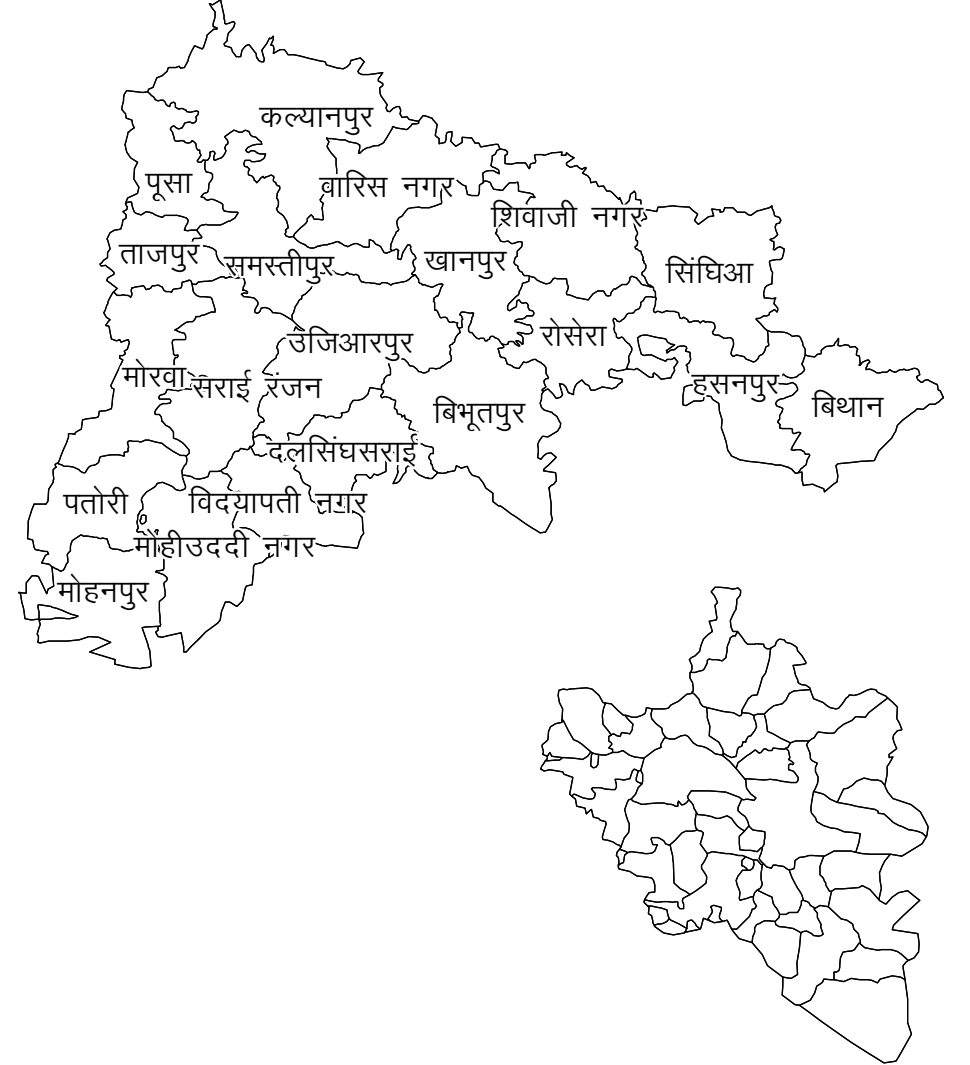 कल्यानपुर
पूसा
वारिस नगर
शिवाजी नगर
ताजपुर
समस्तीपुर
खानपुर
सिंघिआ
उजिआरपुर
रोसेरा
मोरवा
सराई रंजन
हसनपुर
बिथान
बिभूतपुर
दलसिंघसराई
पतोरी
विदयापती नगर
मोंहीउददी नगर
मोहनपुर